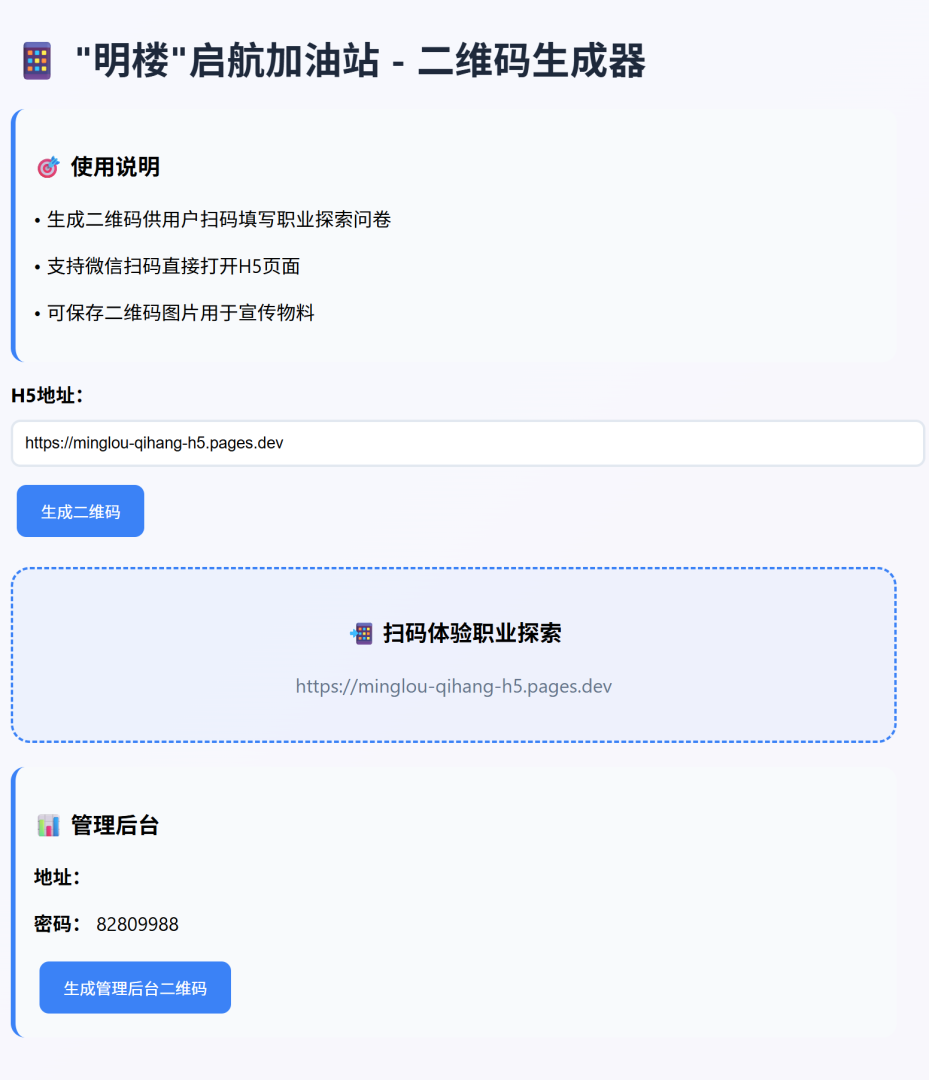 "明楼"启航加油站 - 二维码生成器
使用说明
• 生成二维码供用户扫码填写职业探索问卷
• 支持微信扫码直接打开H5页面
• 可保存二维码图片用于宣传物料
H5地址：
https://minglou-qihang-h5.pages.dev
生成二维码
扫码体验职业探索
https://minglou-qihang-h5.pages.dev
管理后台
地址：
密码： 82809988
生成管理后台二维码